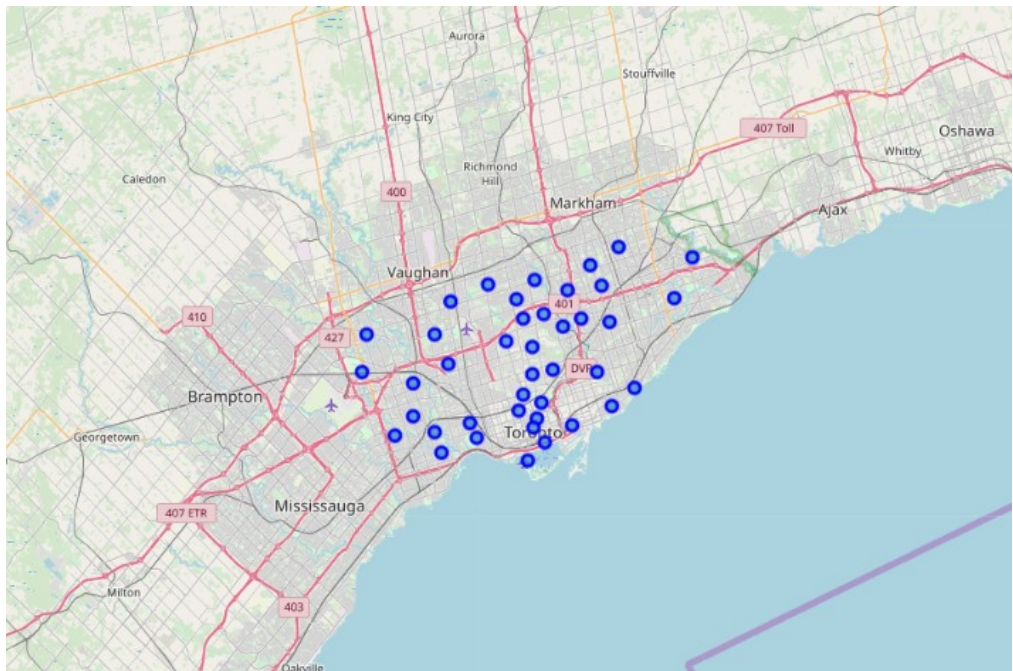 Aurora
Stouffville
King City
407 Toll
Oshawa
Whitby
Richmond
Hill
Caledon
400
Markham
Ajax
Vaughan
401
410
427
DVP
Brampton
Georgetown
Toronto
Mississauga
407 ETR
Milton
403
Oakville